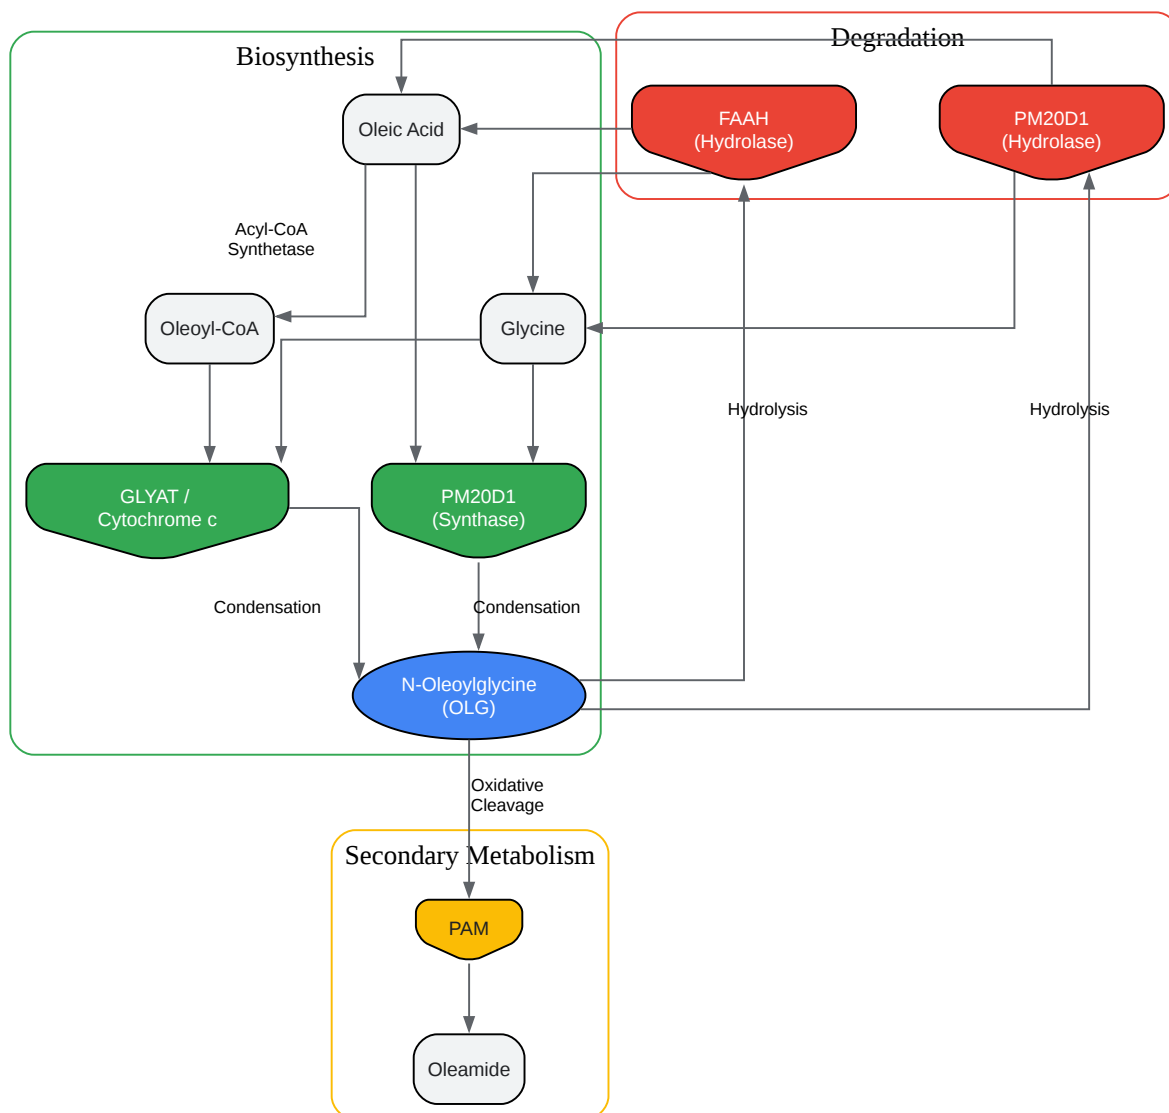 Biosynthesis
Degradation
Oleic Acid
FAAH
(Hydrolase)
PM20D1
(Hydrolase)
Acyl-CoA
Synthetase
Oleoyl-CoA
Glycine
Hydrolysis
Hydrolysis
GLYAT /
Cytochrome c
PM20D1
(Synthase)
Condensation
Condensation
N-Oleoylglycine
(OLG)
Oxidative
Cleavage
Secondary Metabolism
PAM
Oleamide